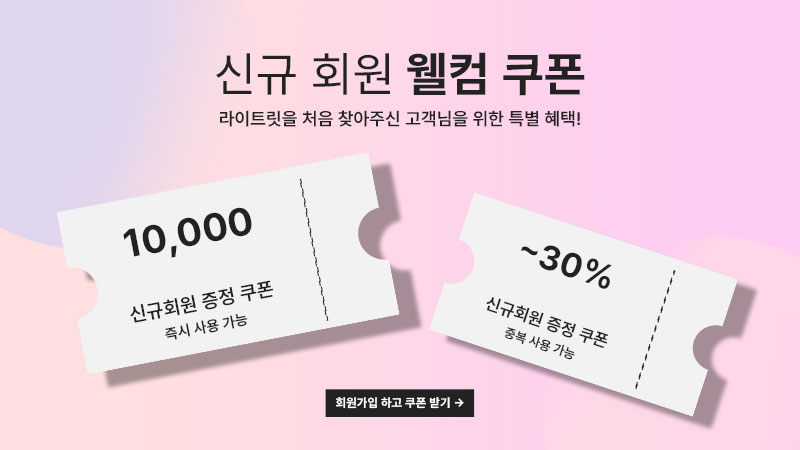 신규 회원 웰컴 쿠폰
라이트릿을 처음 찾아주신 고객님을 위한 특별 혜택!
10,000
신규회원 증정 쿠폰
즉시 사용 가능
~30%
신규회원 증정 쿠폰
중복 사용 가능
회원가입 하고 쿠폰 받기 →